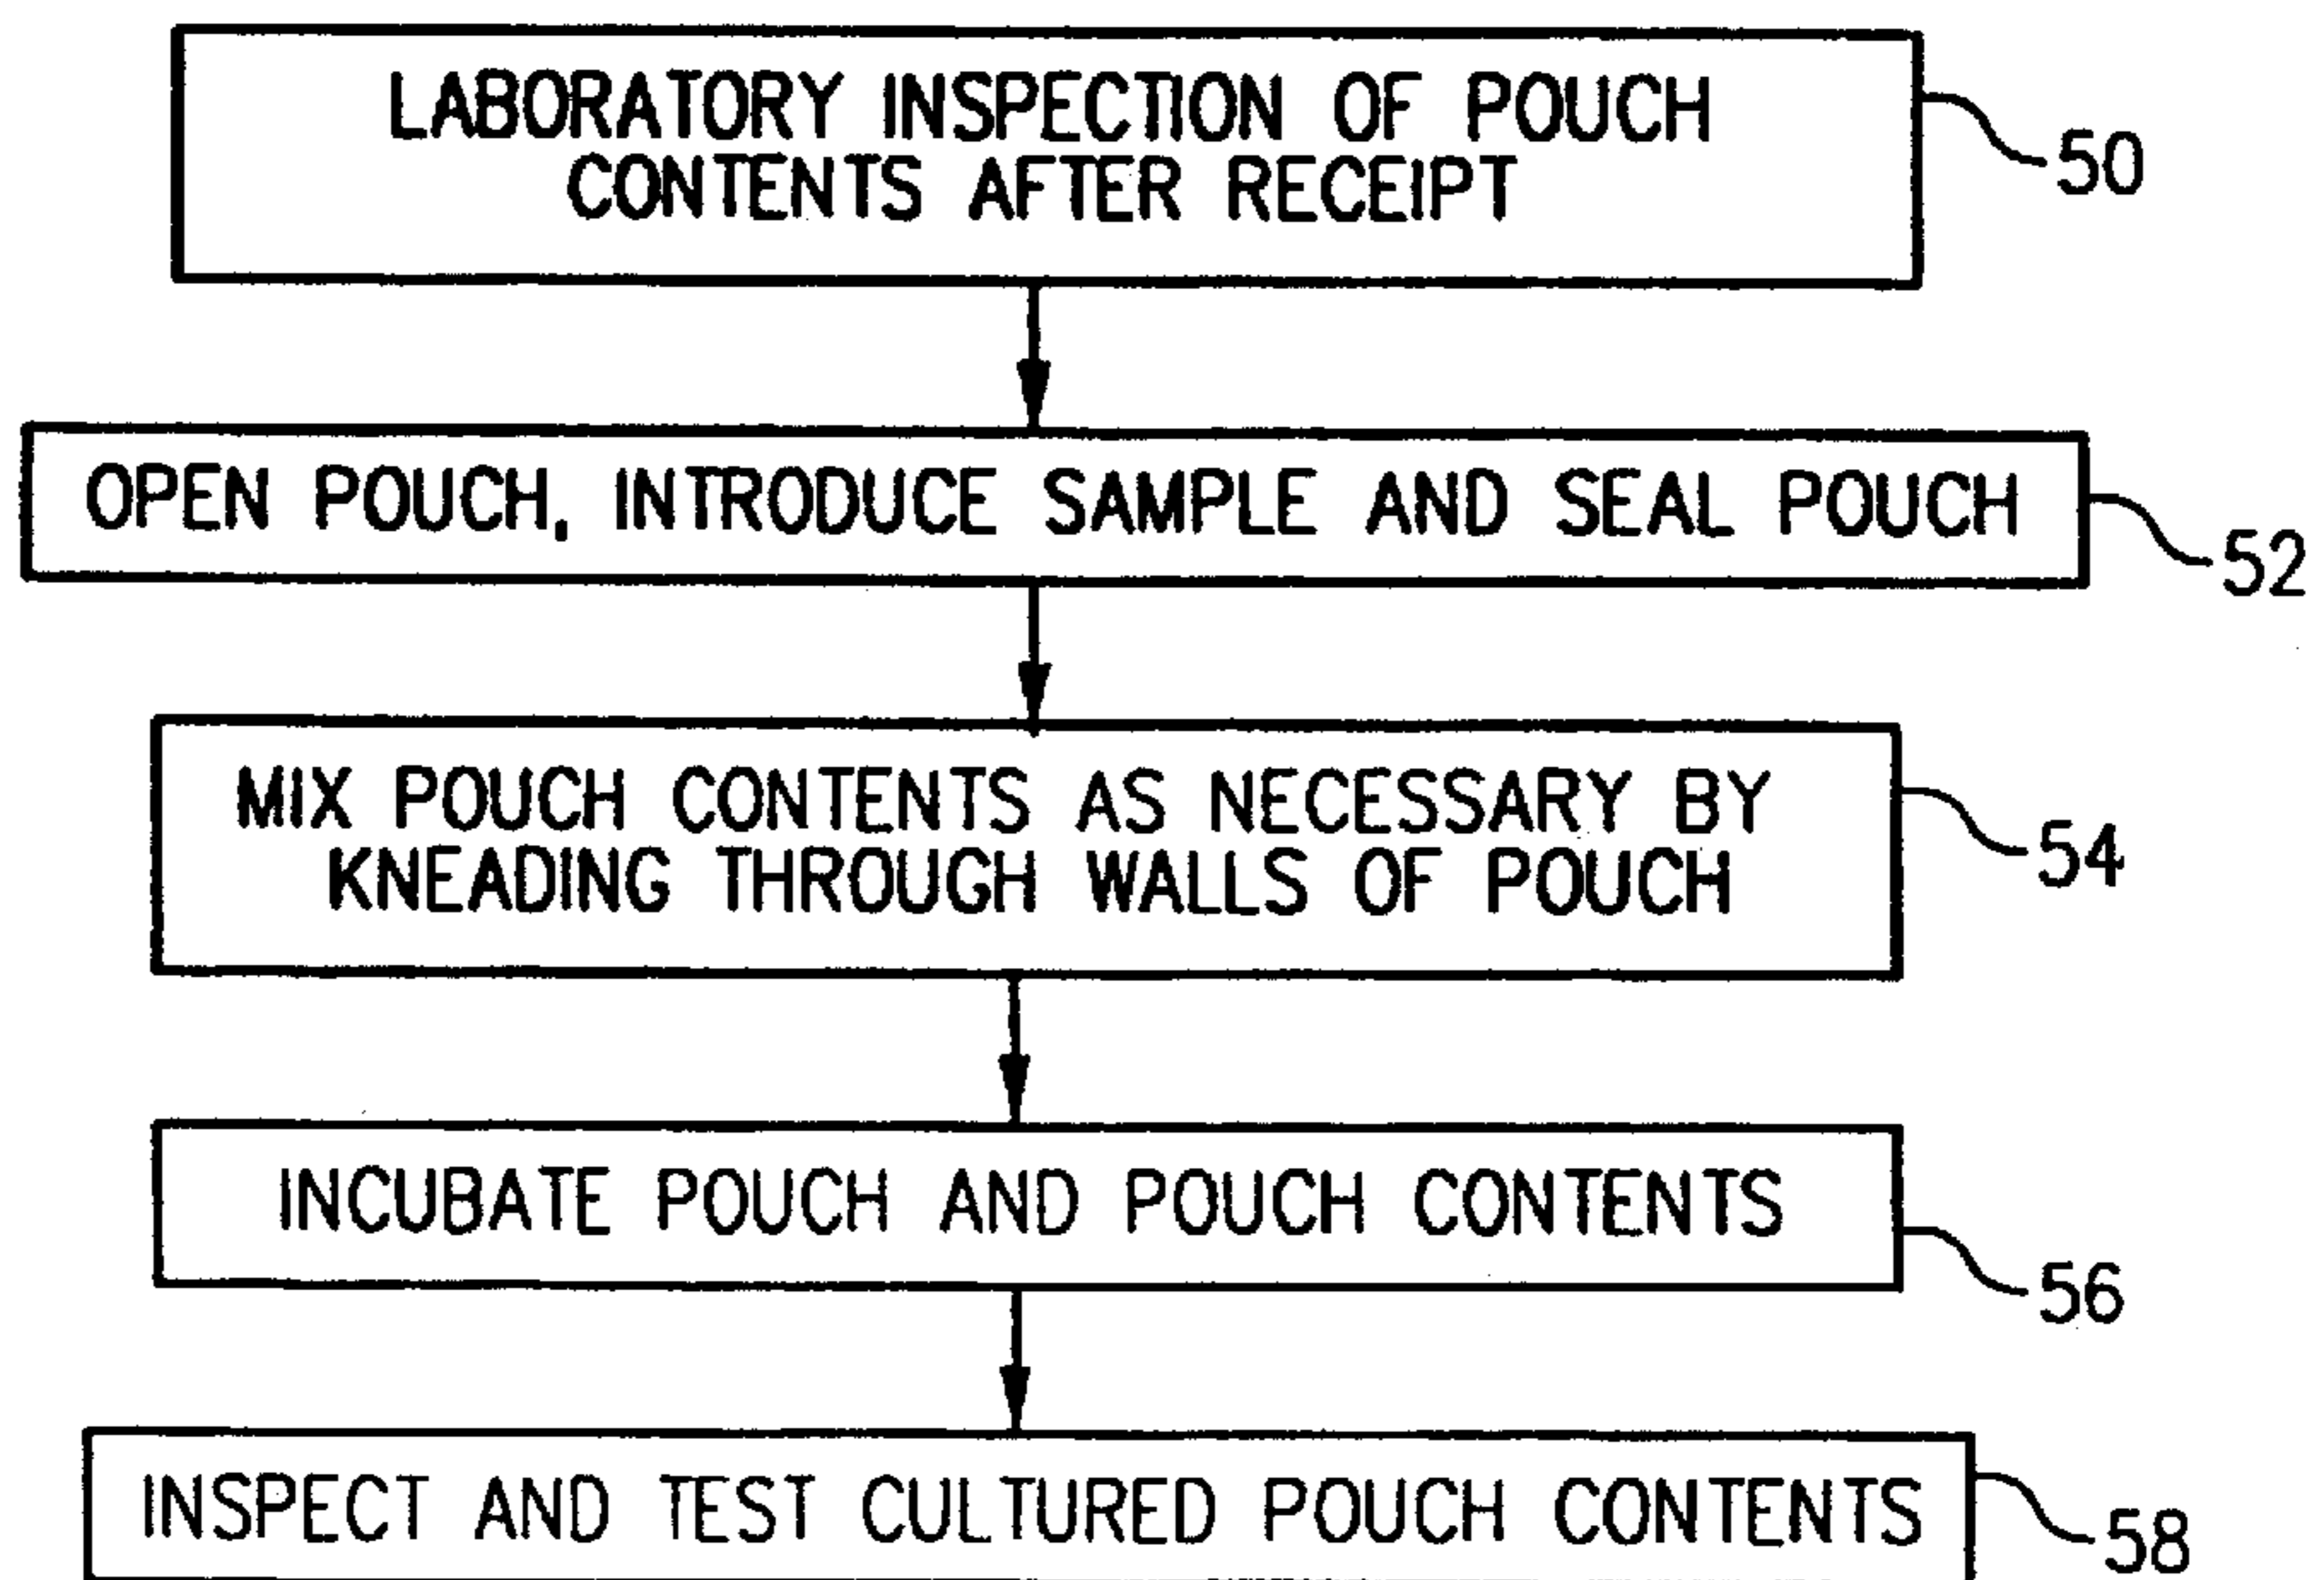 LABORATORY INSPECTION OF POUCH
CONTENTS AFTER RECEIPT
50
OPEN POUCH, INTRODUCE SAMPLE AND SEAL POUCH
52
MIX POUCH CONTENTS AS NECESSARY BY
KNEADING THROUGH WALLS OF POUCH
54
INCUBATE POUCH AND POUCH CONTENTS
56
INSPECT AND TEST CULTURED POUCH CONTENTS
58